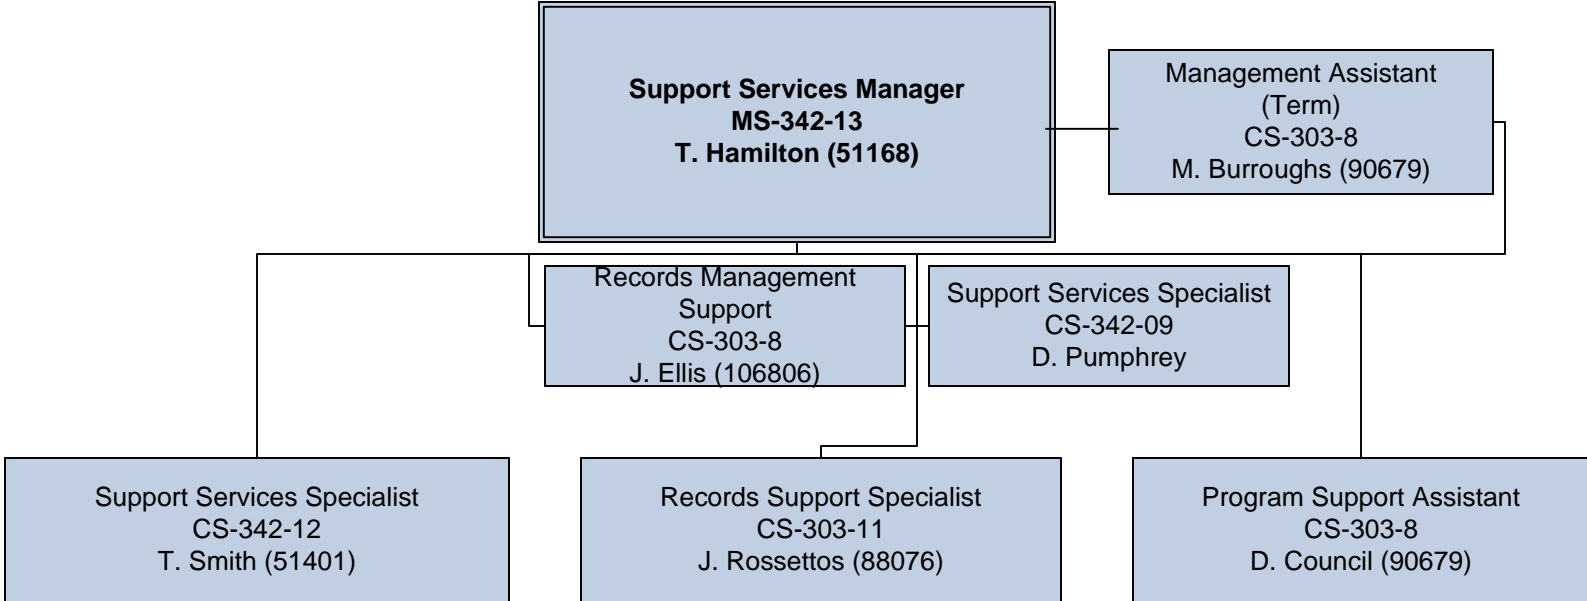 Support Services Manager
MS-342-13
T. Hamilton (51168)
Management Assistant
(Term)
CS-303-8
M. Burroughs (90679)
Records Management
Support
CS-303-8
J. Ellis (106806)
Support Services Specialist
CS-342-09
D. Pumphrey
Support Services Specialist
CS-342-12
T. Smith (51401)
Records Support Specialist
CS-303-11
J. Rossettos (88076)
Program Support Assistant
CS-303-8
D. Council (90679)